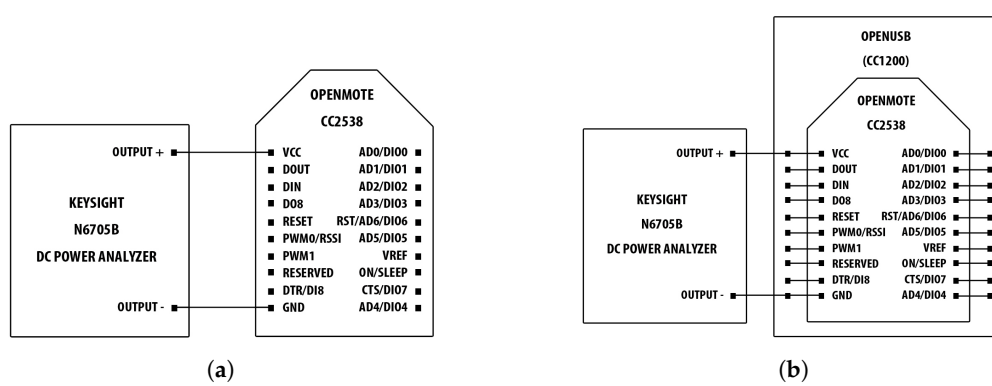 OPENMOTE
CC2538
OUTPUT +
VCC AD0/DIO0
DOUT AD1/DIO1
DIN AD2/DIO2
KEYSIGHT
DO8 AD3/DIO3
N6705B
RESET RST/AD6/DIO6
PWM0/RSSI AD5/DIO5
DC POWER ANALYZER
PWM1 VREF
RESERVED ON/SLEEP
DTR/DI8 CTS/DIO7
OUTPUT -
GND AD4/DIO4
(a)
OPENUSB
(CC1200)
OPENMOTE
CC2538
OUTPUT +
VCC AD0/DIO0
DOUT AD1/DIO1
DIN AD2/DIO2
KEYSIGHT
DO8 AD3/DIO3
N6705B
RESET RST/AD6/DIO6
PWM0/RSSI AD5/DIO5
DC POWER ANALYZER
PWM1 VREF
RESERVED ON/SLEEP
DTR/DI8 CTS/DIO7
OUTPUT -
GND AD4/DIO4
(b)